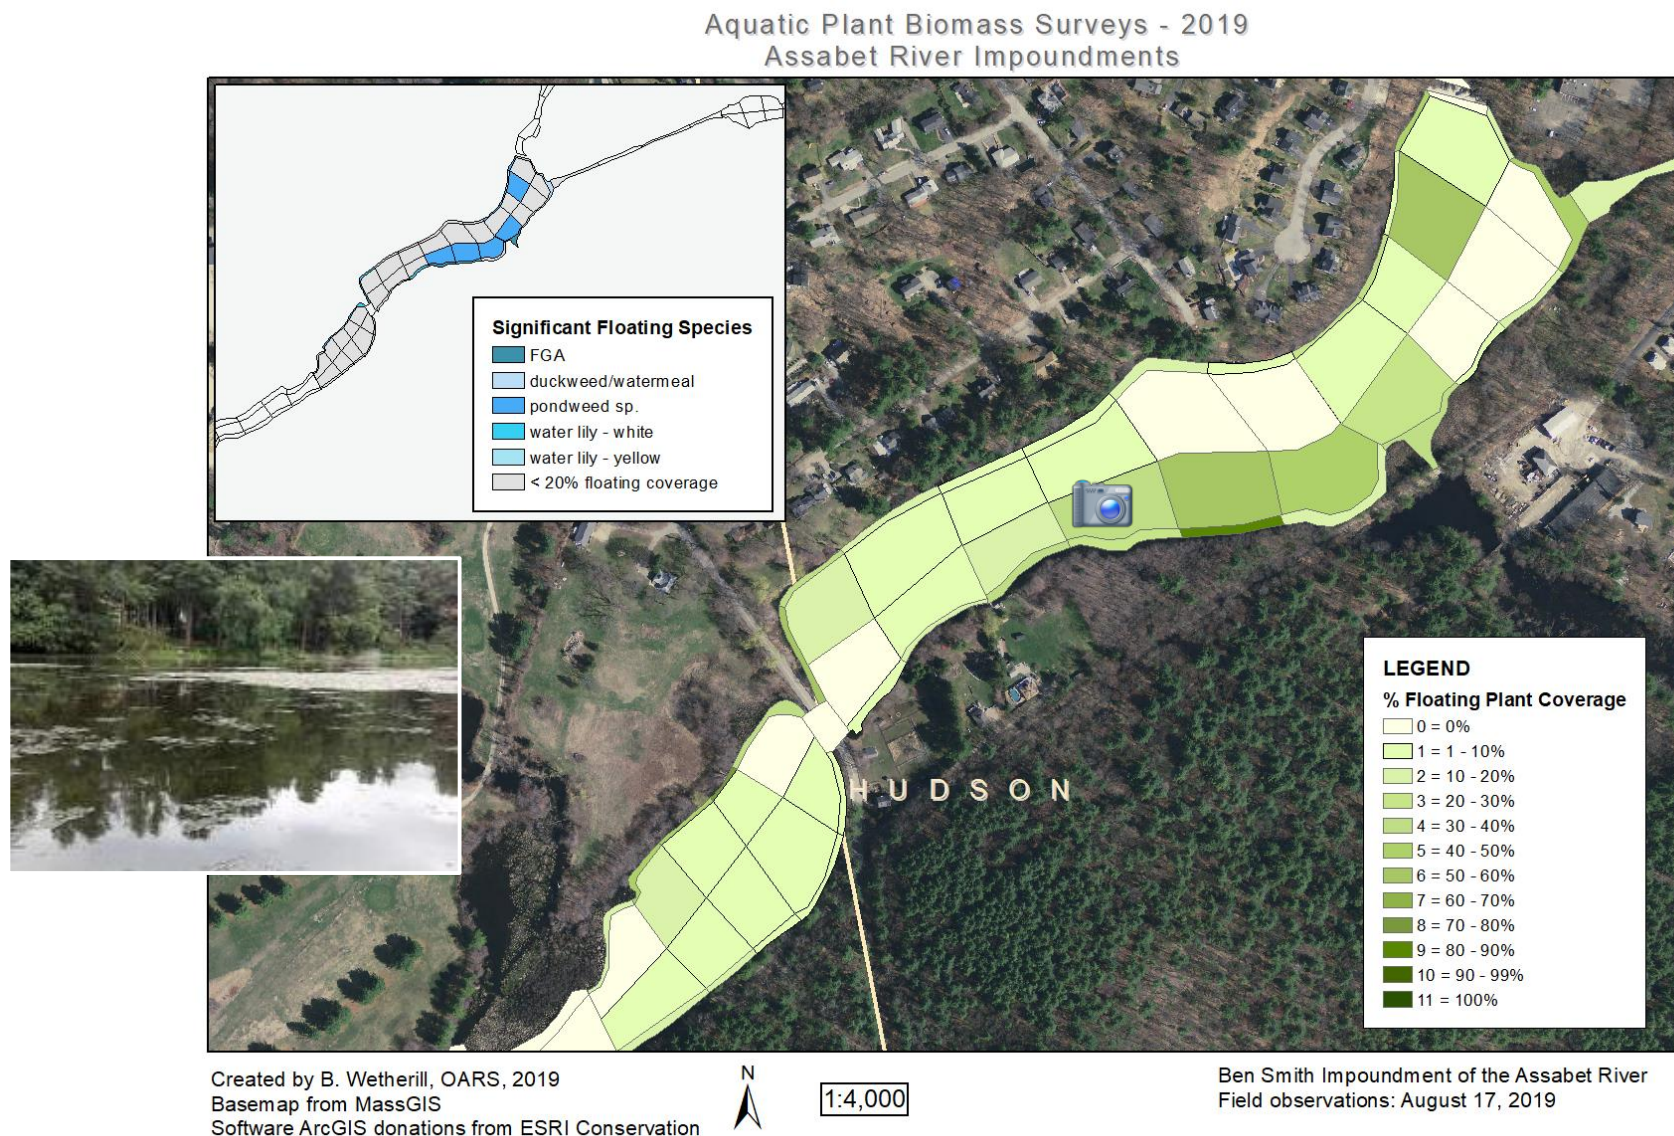 Aquatic Plant Biomass Surveys - 2019
Assabet River Impoundments
Significant Floating Species
FGA
duckweed/watermeal
pondweed sp.
water lily - white
water lily - yellow
< 20% floating coverage
HUDSON
LEGEND
% Floating Plant Coverage
0 = 0%
1 = 1 - 10%
2 = 10 - 20%
3 = 20 - 30%
4 = 30 - 40%
5 = 40 - 50%
6 = 50 - 60%
7 = 60 - 70%
8 = 70 - 80%
9 = 80 - 90%
10 = 90 - 99%
11 = 100%
Created by B. Wetherill, OARS, 2019
Basemap from MassGIS
Software ArcGIS donations from ESRI Conservation
N
1:4,000
Ben Smith Impoundment of the Assabet River
Field observations: August 17, 2019